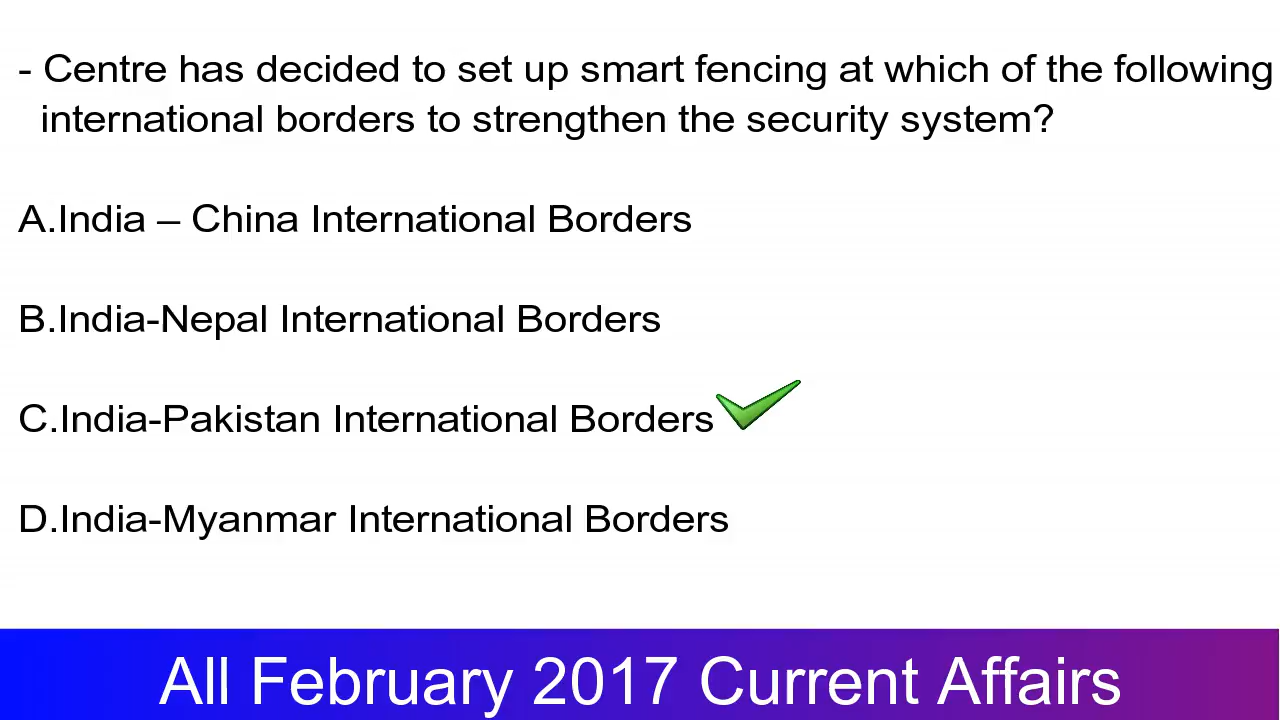 - Centre has decided to set up smart fencing at which of the following
international borders to strengthen the security system?
A.India – China International Borders
B.India-Nepal International Borders
C.India-Pakistan International Borders
D.India-Myanmar International Borders
All February 2017 Current Affairs